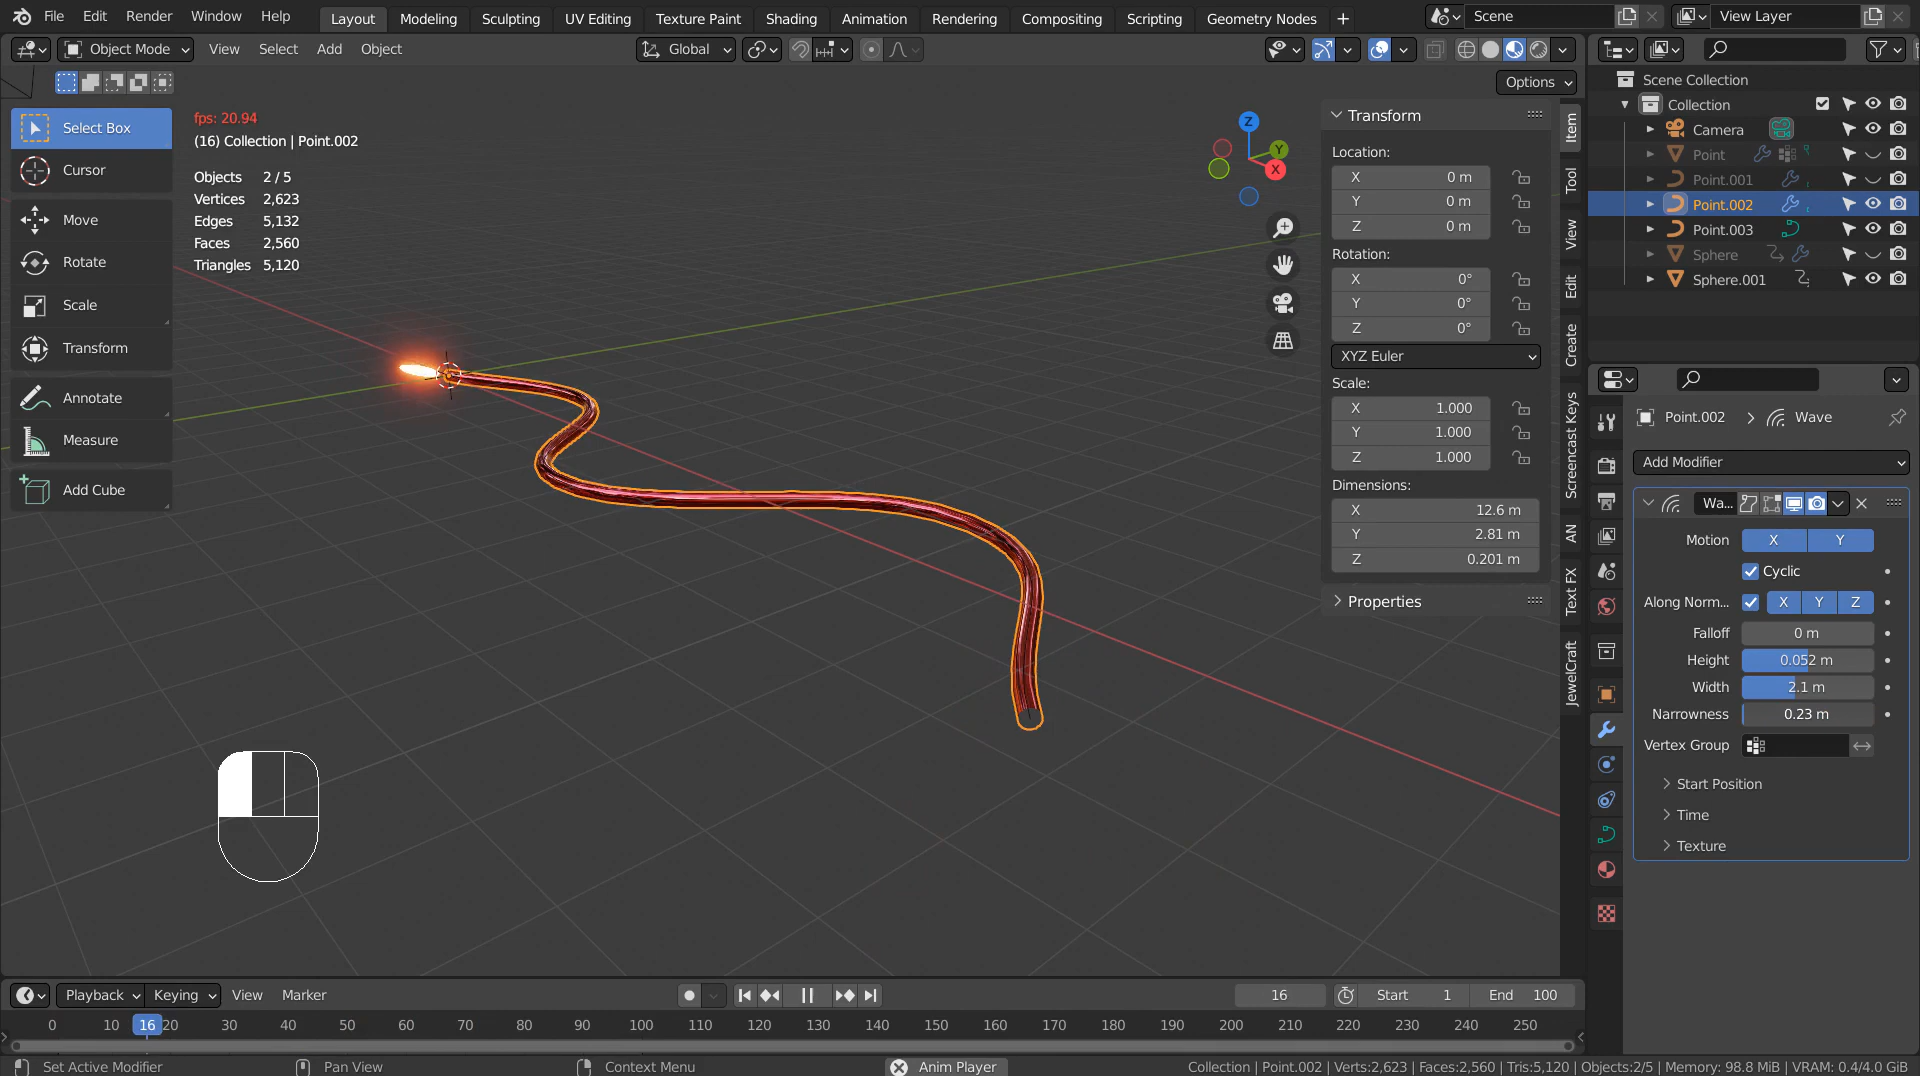 File Edit Render Window Help Layout Modeling Sculpting UV Editing Texture Paint Shading Animation Rendering Compositing Scripting Geometry Nodes + Scene View Layer
Object Mode View Select Add Object Global
Options
Select Box
Cursor
Move
Rotate
Scale
Transform
Annotate
Measure
Add Cube
fps: 20.94
(16) Collection | Point.002
Objects 2 / 5
Vertices 2,623
Edges 5,132
Faces 2,560
Triangles 5,120
Z
Y
X
Transform
Location:
X 0 m
Y 0 m
Z 0 m
Rotation:
X 0°
Y 0°
Z 0°
XYZ Euler
Scale:
X 1.000
Y 1.000
Z 1.000
Dimensions:
X 12.6 m
Y 2.81 m
Z 0.201 m
Properties
Item
Tool
View
Edit
Create
Screencast Keys
AN
Text FX
JewelCraft
Scene Collection
Collection
Camera
Point
Point.001
Point.002
Point.003
Sphere
Sphere.001
Point.002 > Wave
Add Modifier
Wa...
Motion X Y
Cyclic
Along Norm... X Y Z
Falloff 0 m
Height 0.052 m
Width 2.1 m
Narrowness 0.23 m
Vertex Group
Start Position
Time
Texture
Playback Keying View Marker 16 Start 1 End 100
0 10 16 20 30 40 50 60 70 80 90 100 110 120 130 140 150 160 170 180 190 200 210 220 230 240 250
Set Active Modifier Pan View Context Menu Anim Player Collection | Point.002 | Verts:2,623 | Faces:2,560 | Tris:5,120 | Objects:2/5 | Memory: 98.8 MiB | VRAM: 0.4/4.0 GiB